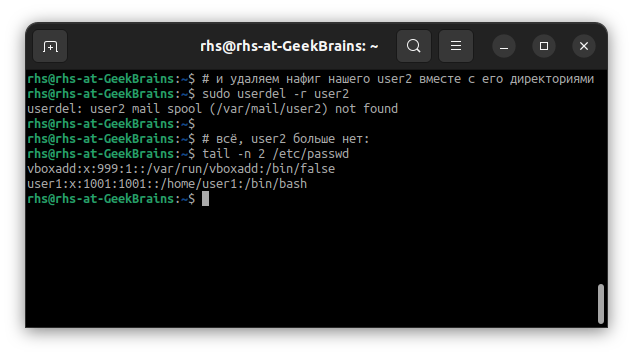 rhs@rhs-at-GeekBrains: ~
rhs@rhs-at-GeekBrains:~$ # и удаляем нафиг нашего user2 вместе с его директориями
rhs@rhs-at-GeekBrains:~$ sudo userdel -r user2
userdel: user2 mail spool (/var/mail/user2) not found
rhs@rhs-at-GeekBrains:~$
rhs@rhs-at-GeekBrains:~$ # всё, user2 больше нет:
rhs@rhs-at-GeekBrains:~$ tail -n 2 /etc/passwd
vboxadd:x:999:1::/var/run/vboxadd:/bin/false
user1:x:1001:1001::/home/user1:/bin/bash
rhs@rhs-at-GeekBrains:~$